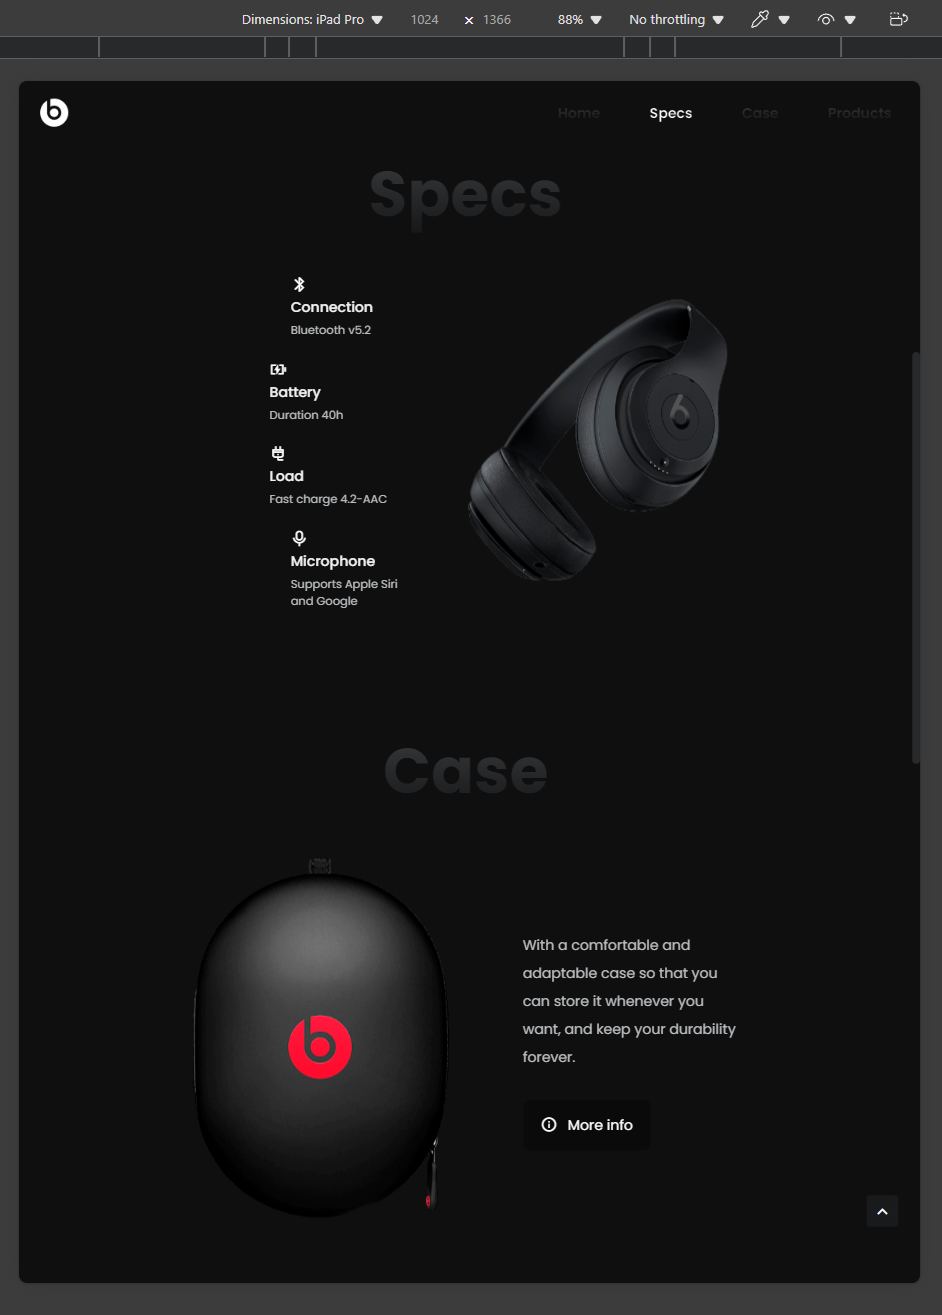 Dimensions: iPad Pro 1024 × 1366 88% No throttling
Home Specs Case Products
Specs
Connection
Bluetooth v5.2
Battery
Duration 40h
Load
Fast charge 4.2-AAC
Microphone
Supports Apple Siri
and Google
Case
With a comfortable and
adaptable case so that you
can store it whenever you
want, and keep your durability
forever.
More info